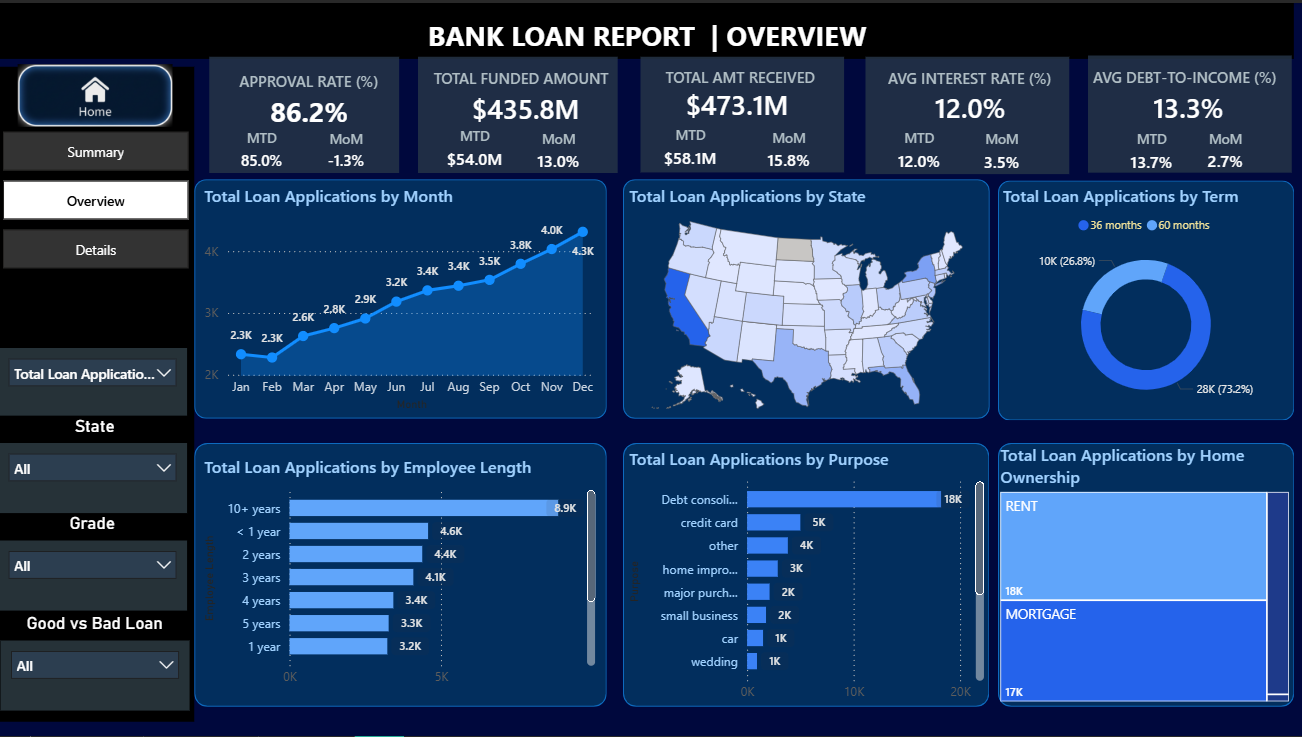 BANK LOAN REPORT | OVERVIEW
Home
Summary
Overview
Details
Total Loan Applicatio...
State
All
Grade
All
Good vs Bad Loan
All
APPROVAL RATE (%)
86.2%
MTD MoM
85.0% -1.3%
TOTAL FUNDED AMOUNT
$435.8M
MTD MoM
$54.0M 13.0%
TOTAL AMT RECEIVED
$473.1M
MTD MoM
$58.1M 15.8%
AVG INTEREST RATE (%)
12.0%
MTD MoM
12.0% 3.5%
AVG DEBT-TO-INCOME (%)
13.3%
MTD MoM
13.7% 2.7%
Total Loan Applications by Month
4K
3K
2K
2.3K 2.3K 2.6K 2.8K 2.9K 3.2K 3.4K 3.4K 3.5K 3.8K 4.0K 4.3K
Jan Feb Mar Apr May Jun Jul Aug Sep Oct Nov Dec
Total Loan Applications by State
Total Loan Applications by Term
36 months 60 months
10K (26.8%)
28K (73.2%)
Total Loan Applications by Employee Length
10+ years 8.9K
< 1 year 4.6K
2 years 4.4K
3 years 4.1K
4 years 3.4K
5 years 3.3K
1 year 3.2K
0K 5K
Total Loan Applications by Purpose
Debt consoli... 18K
credit card 5K
other 4K
home impro... 3K
major purch... 2K
small business 2K
car 1K
wedding 1K
0K 10K 20K
Total Loan Applications by Home
Ownership
RENT
18K
MORTGAGE
17K